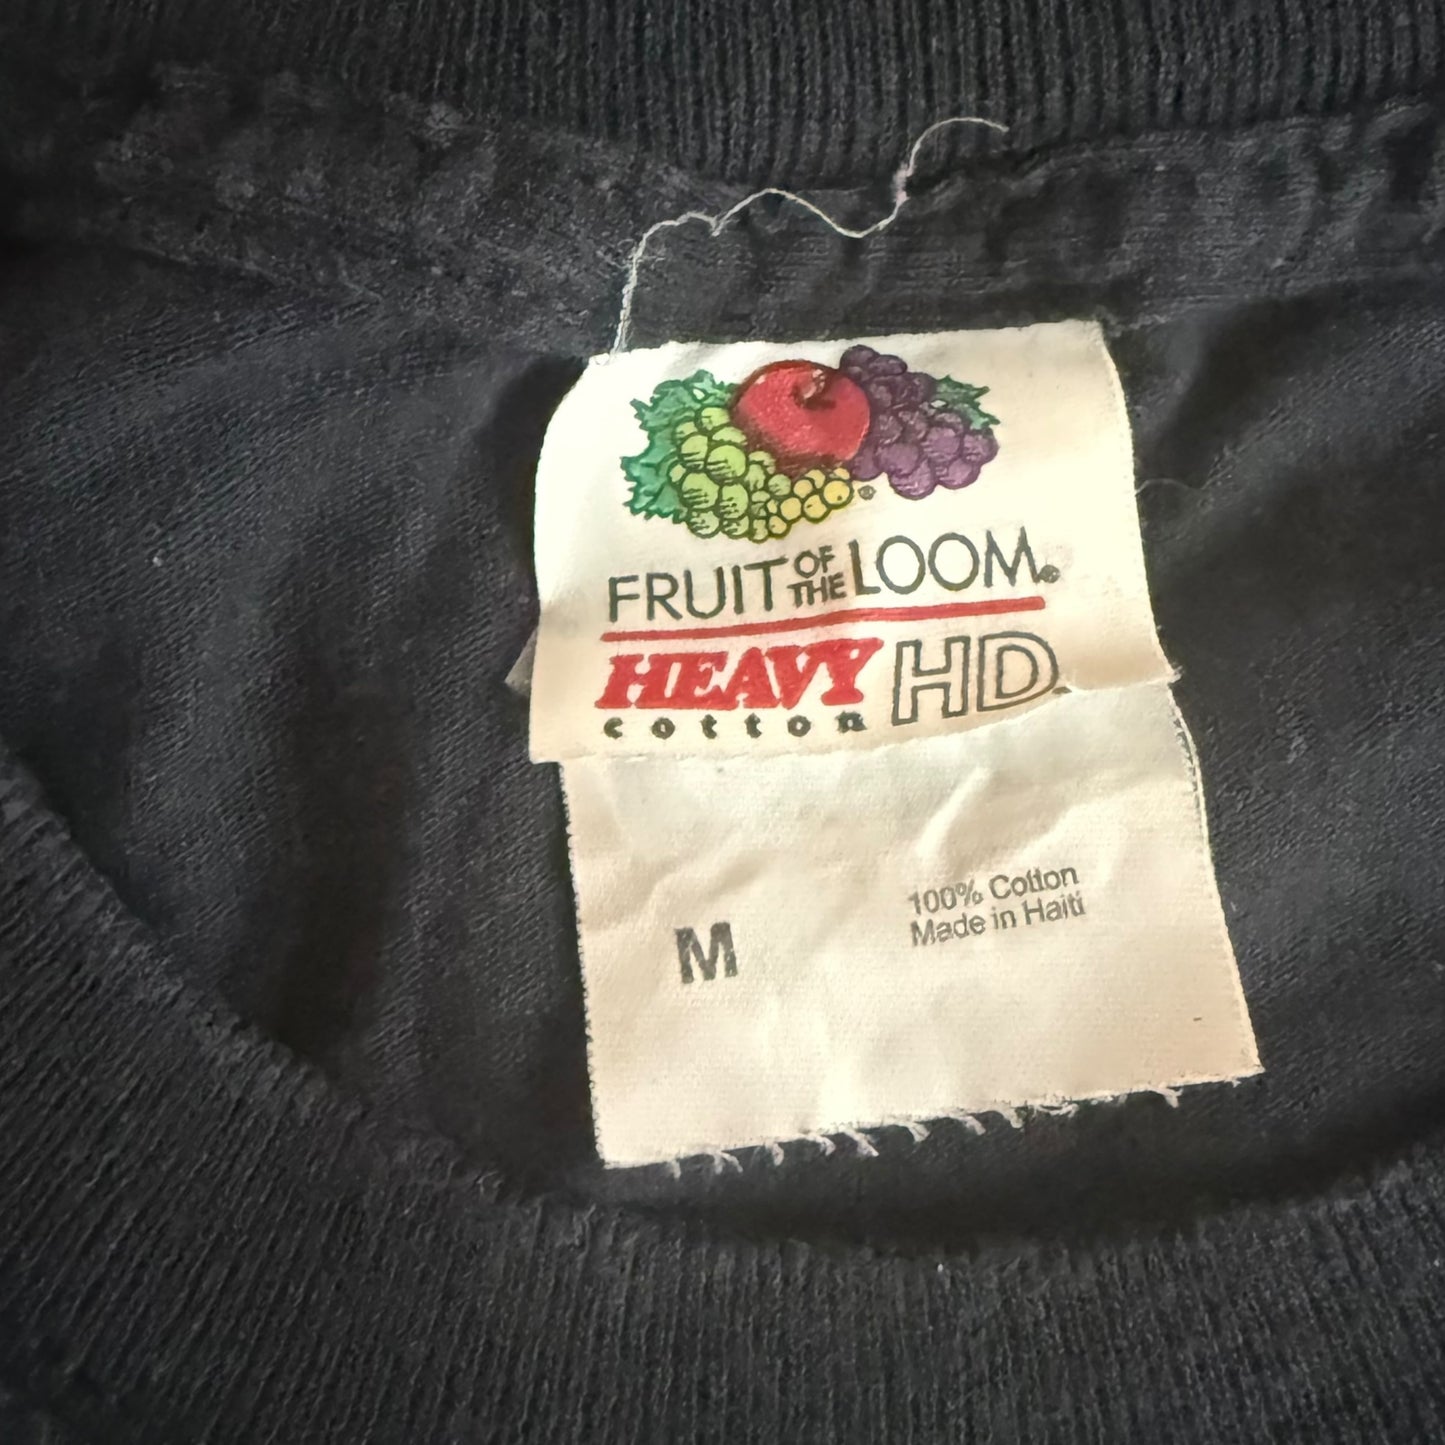 FRUIT OF THE LOOM®
HEAVY HD
cotton
M
100% Cotton
Made in Haiti